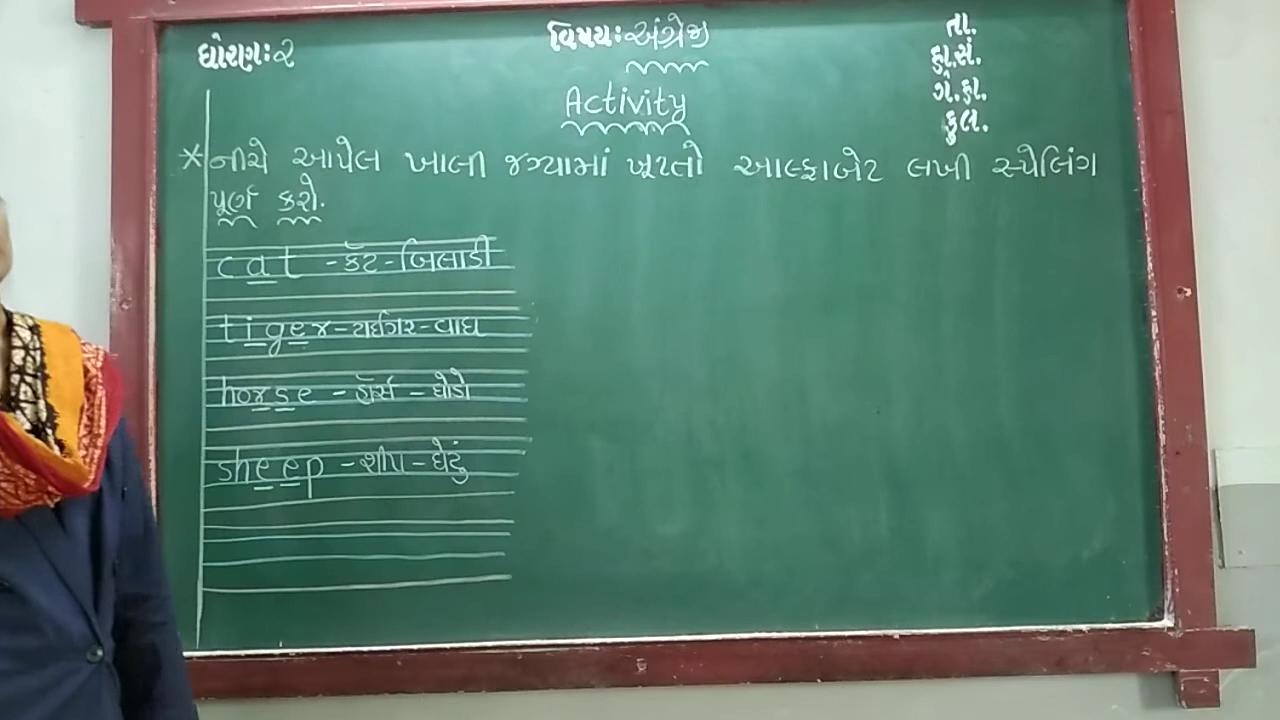 ધોરણ:૨
વિષય: અંગ્રેજી
તા.
હા.સં.
ગે.હા.
કુલ.
Activity
* નીચે આપેલ ખાલી જગ્યામાં ખૂટતો આલ્ફાબેટ લખી સ્પેલિંગ
પૂર્ણ કરો.
cat - કૅટ - બિલાડી
tiger - ટાઈગર - વાઘ
horse - હૉર્સ - ઘોડો
sheep - શીપ - ઘેટું